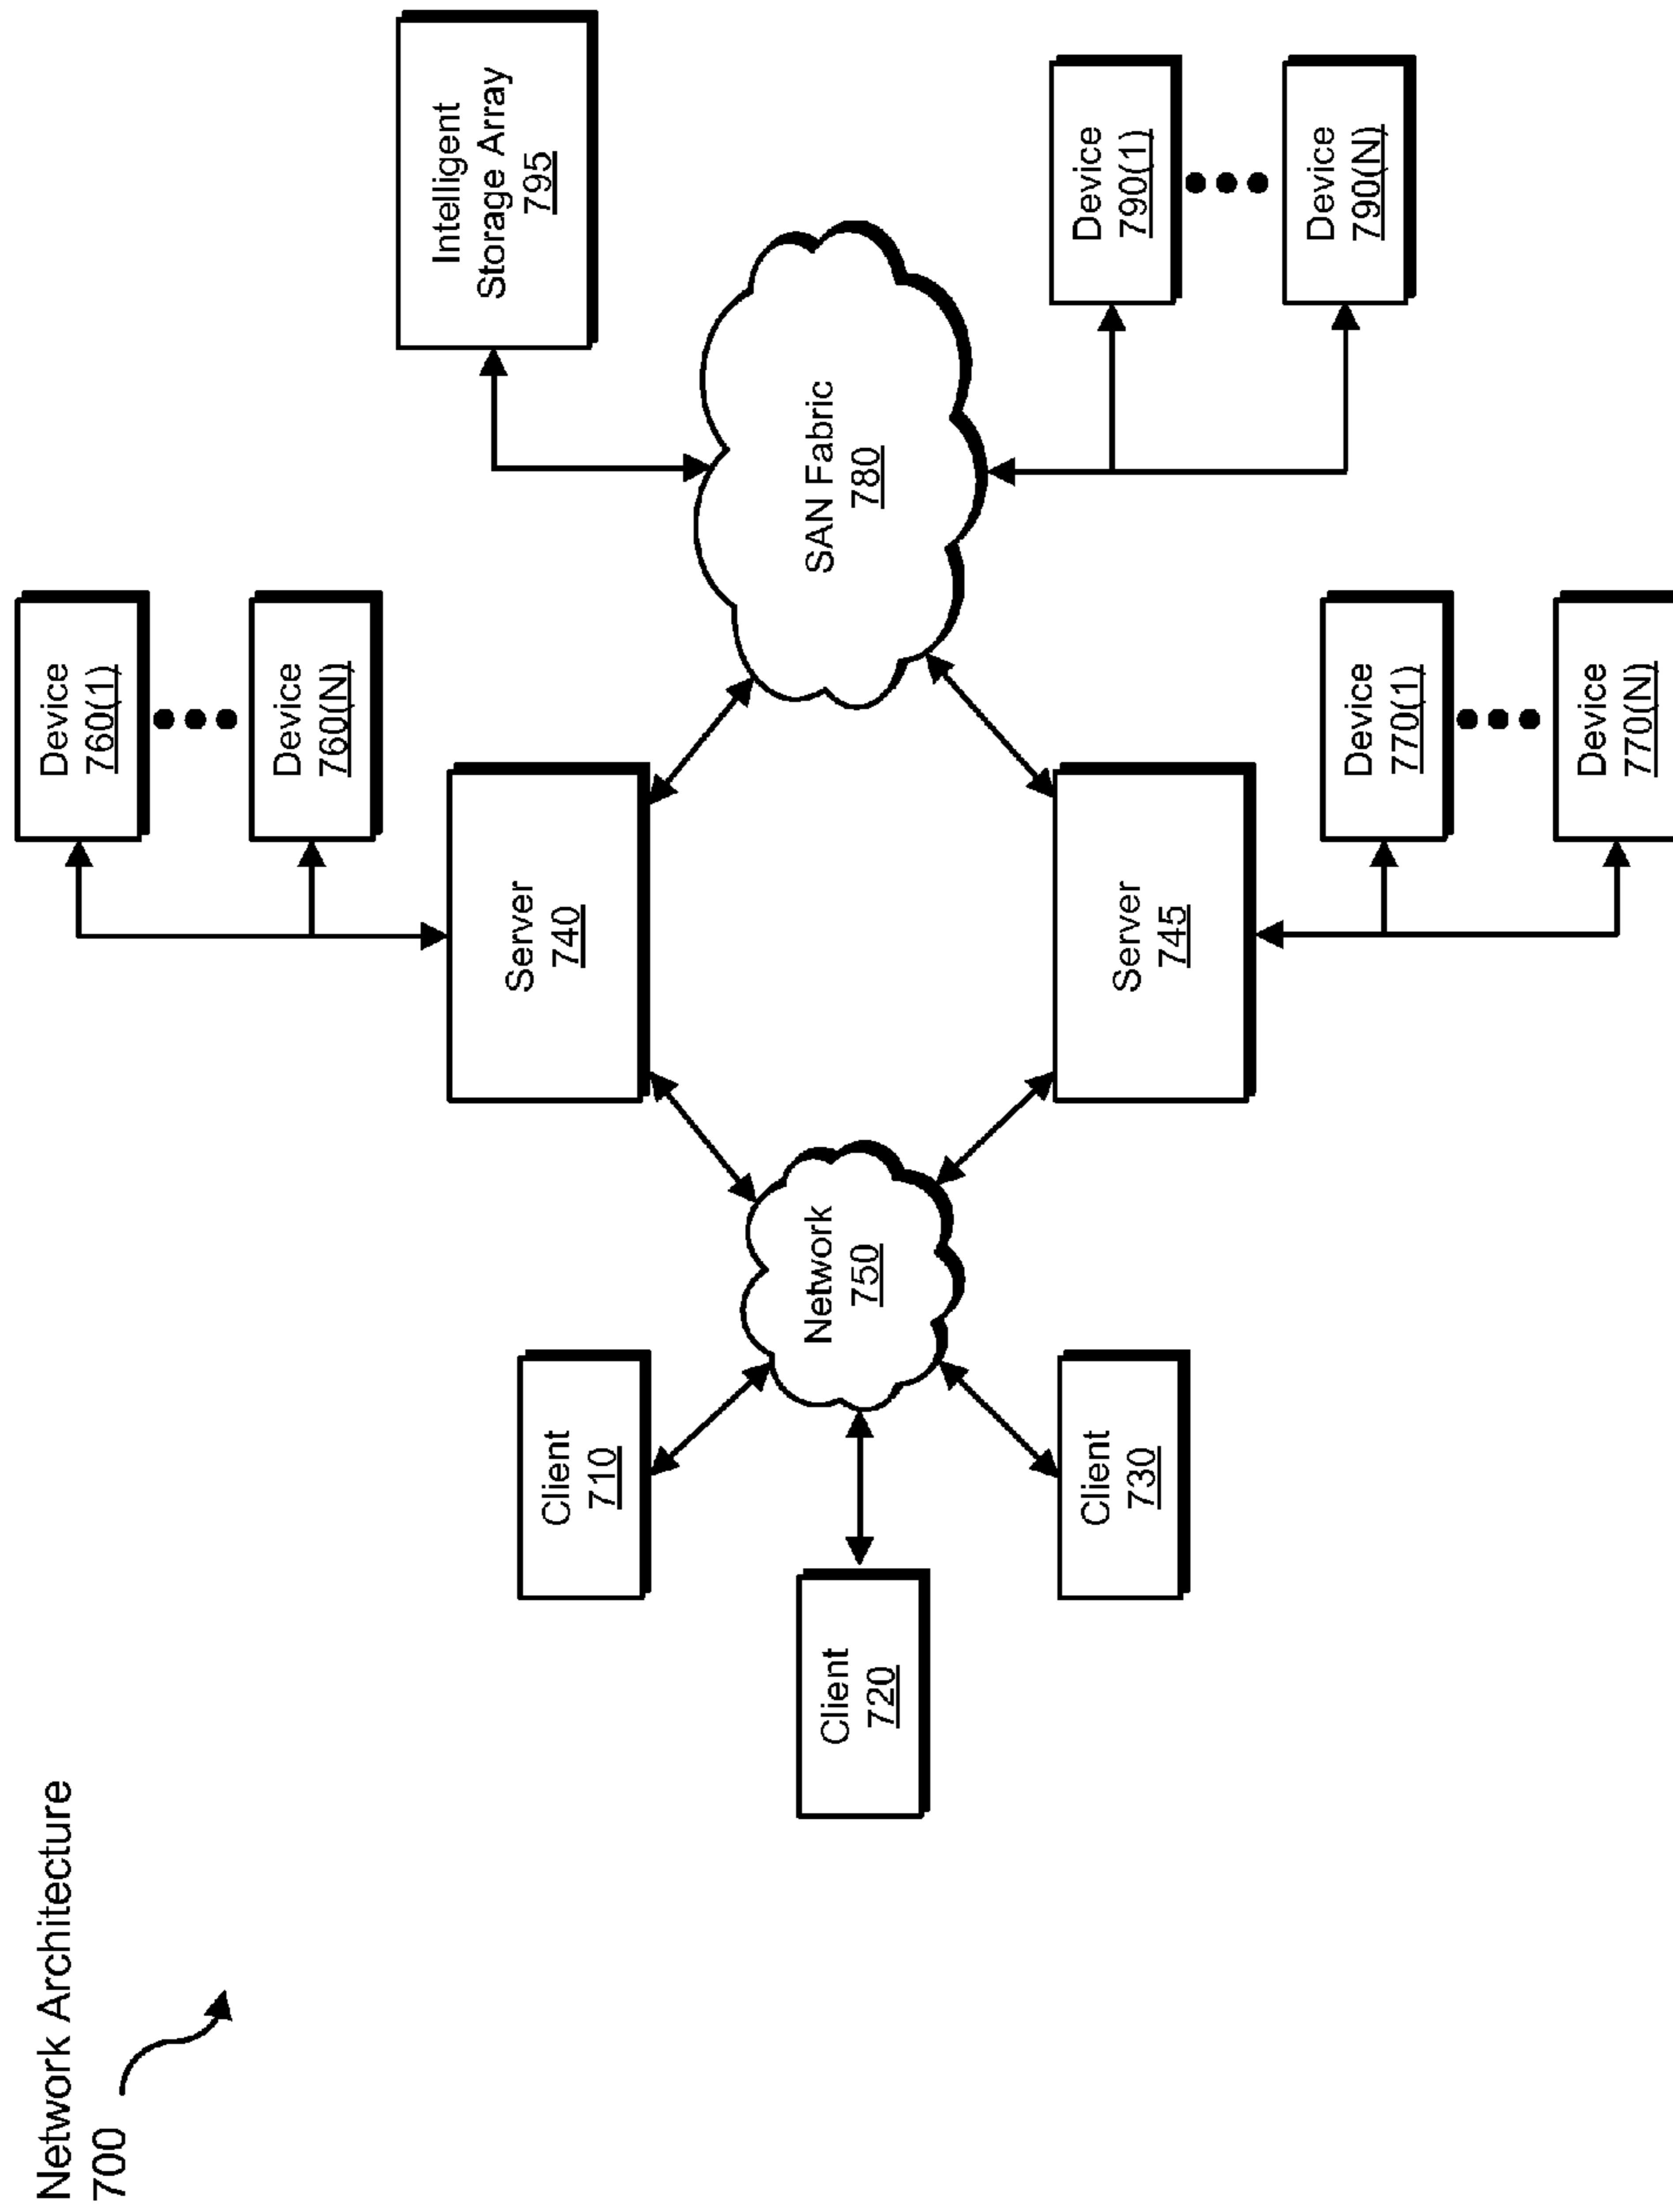 Network Architecture
700
Device
760(1)
Device
760(N)
Intelligent
Storage Array
795
Client
710
Server
740
Client
720
Network
750
SAN Fabric
780
Client
730
Server
745
Device
790(1)
Device
790(N)
Device
770(1)
Device
770(N)